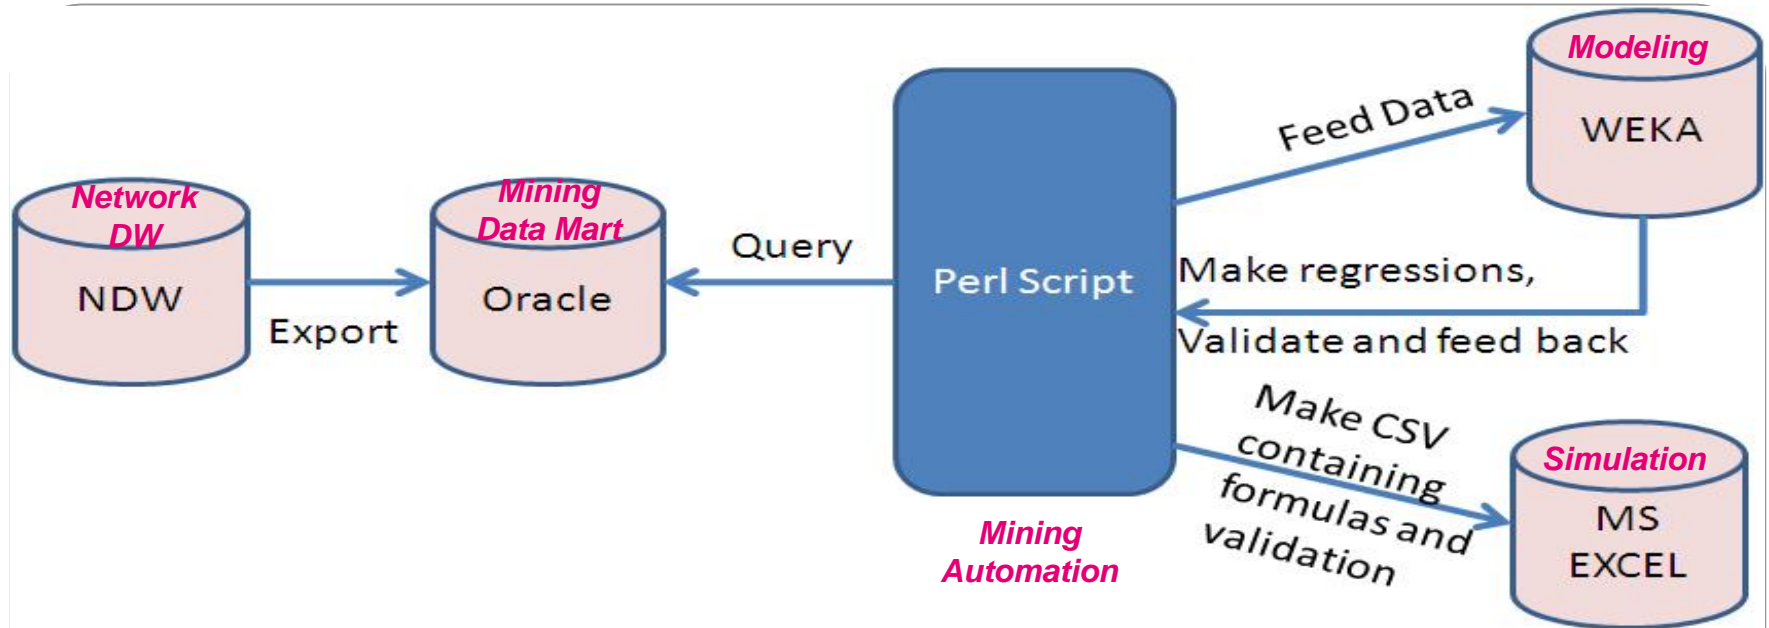 Network
DW
NDW
Export
Mining
Data Mart
Oracle
Query
Perl Script
Mining
Automation
Feed Data
Modeling
WEKA
Make regressions,
Validate and feed back
Make CSV
containing
formulas and
validation
Simulation
MS
EXCEL